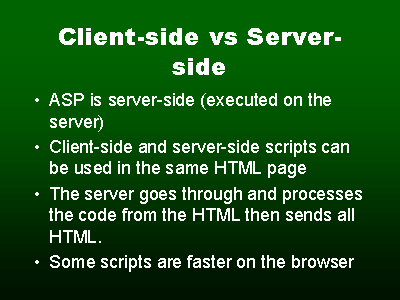 Client-side vs Server-
side
• ASP is server-side (executed on the
server)
• Client-side and server-side scripts can
be used in the same HTML page
• The server goes through and processes
the code from the HTML then sends all
HTML.
• Some scripts are faster on the browser